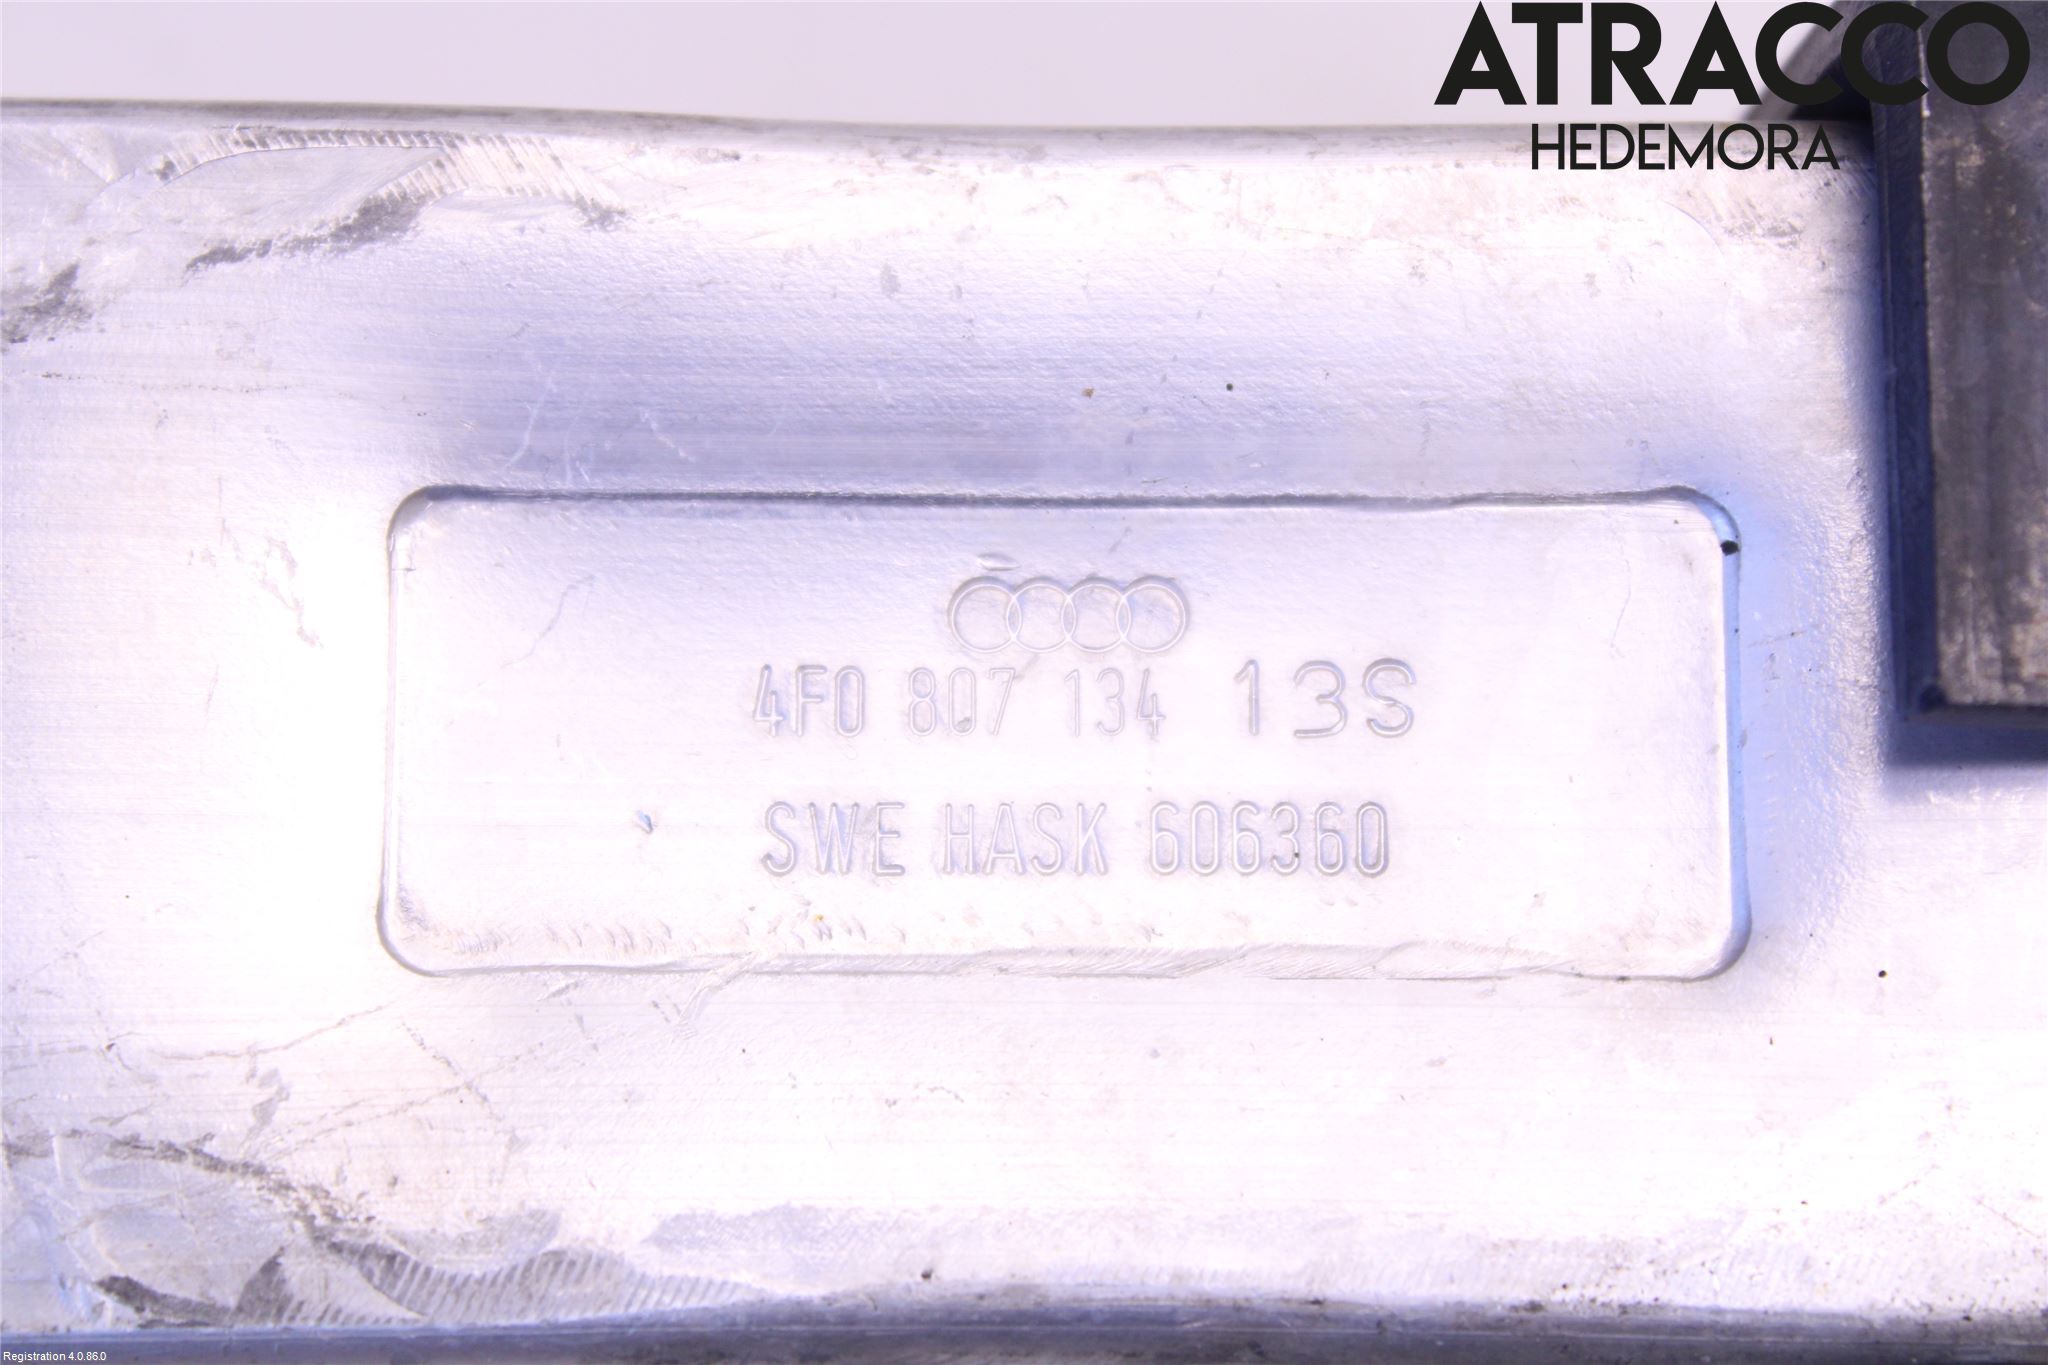 ATRACCO
HEDEMORA
4F0 807 134 13S
SWE HASK 606360
Registration 4.0.86.0